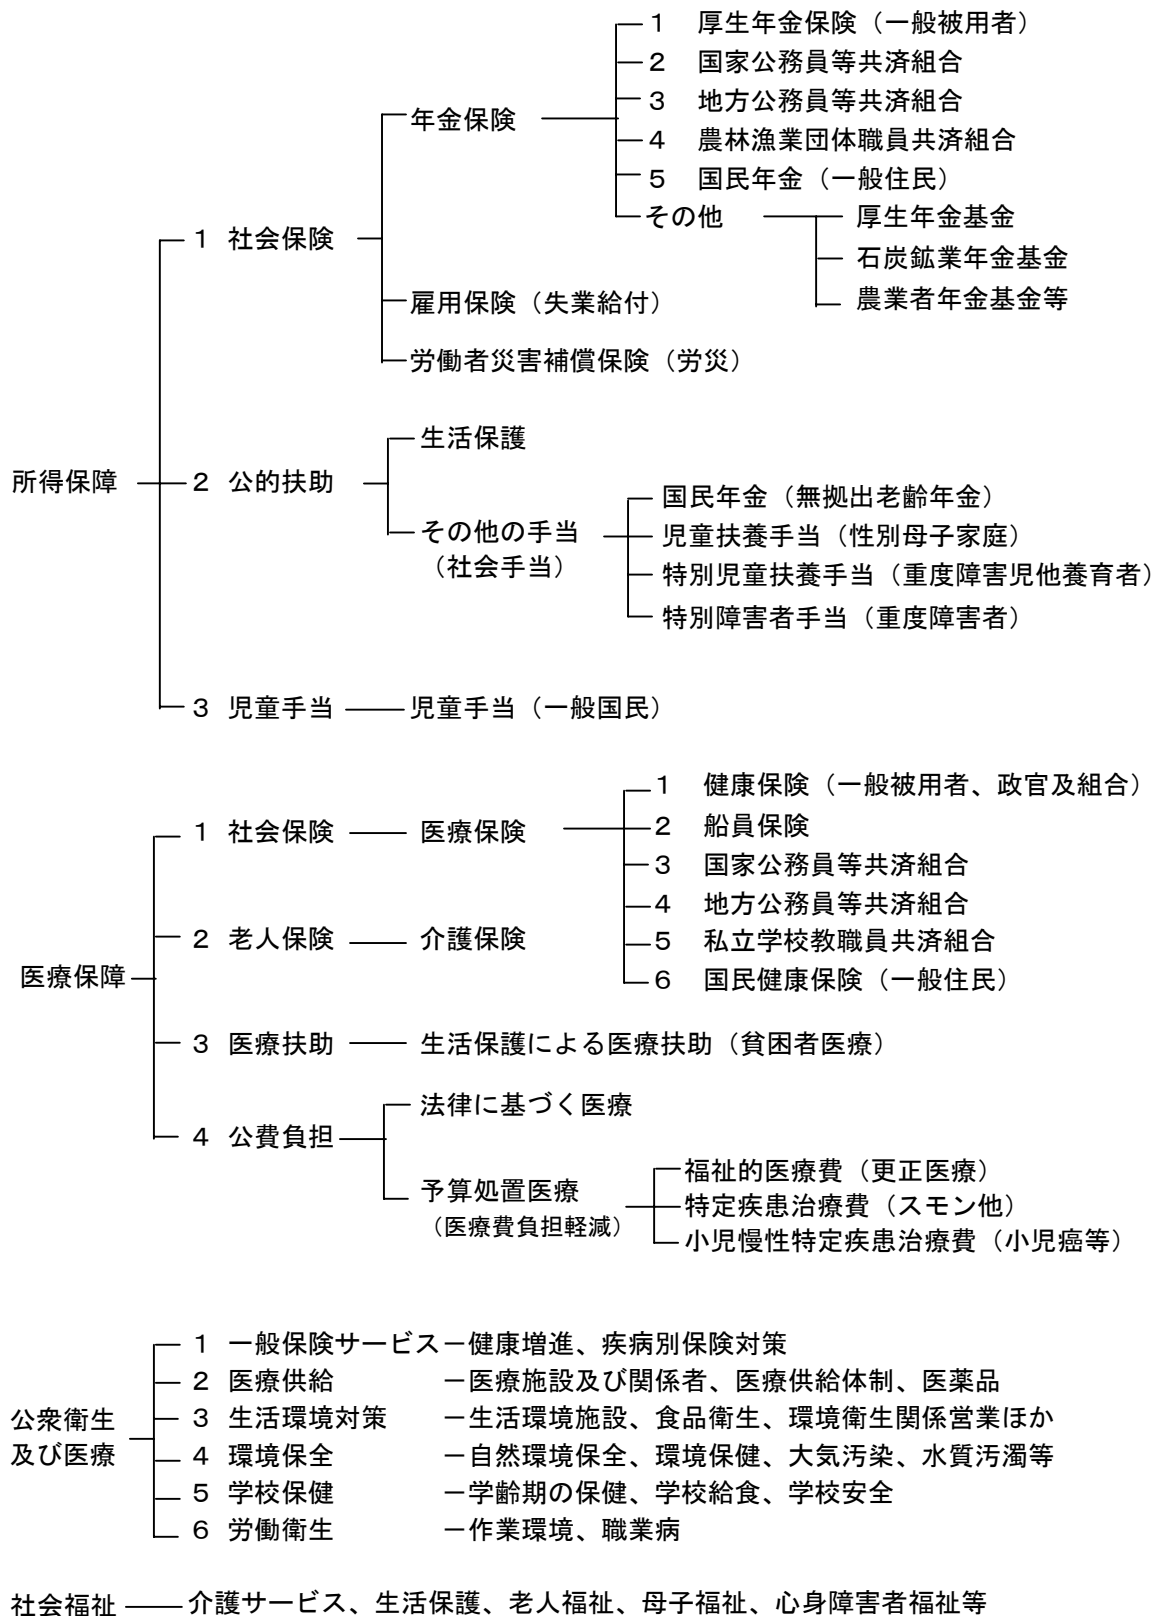 1 厚生年金保険(一般被用者)
2 国家公務員等共済組合
3 地方公務員等共済組合
年金保険
4 農林漁業団体職員共済組合
5 国民年金(一般住民)
その他 厚生年金基金
1 社会保険
石炭鉱業年金基金
農業者年金基金等
雇用保険(失業給付)
労働者災害補償保険(労災)
生活保護
所得保障 2 公的扶助
国民年金(無拠出老齢年金)
その他の手当
(社会手当)
児童扶養手当(性別母子家庭)
特別児童扶養手当(重度障害児他養育者)
特別障害者手当(重度障害者)
3 児童手当 児童手当(一般国民)
1 健康保険(一般被用者、政官及組合)
1 社会保険 医療保険 2 船員保険
3 国家公務員等共済組合
4 地方公務員等共済組合
2 老人保険 介護保険 5 私立学校教職員共済組合
医療保障 6 国民健康保険(一般住民)
3 医療扶助 生活保護による医療扶助(貧困者医療)
法律に基づく医療
4 公費負担
福祉的医療費(更正医療)
予算処置医療
(医療費負担軽減)
特定疾患治療費(スモン他)
小児慢性特定疾患治療費(小児癌等)
1 一般保険サービス-健康増進、疾病別保険対策
2 医療供給 -医療施設及び関係者、医療供給体制、医薬品
公衆衛生
及び医療
3 生活環境対策 -生活環境施設、食品衛生、環境衛生関係営業ほか
4 環境保全 -自然環境保全、環境保健、大気汚染、水質汚濁等
5 学校保健 -学齢期の保健、学校給食、学校安全
6 労働衛生 -作業環境、職業病
社会福祉 介護サービス、生活保護、老人福祉、母子福祉、心身障害者福祉等